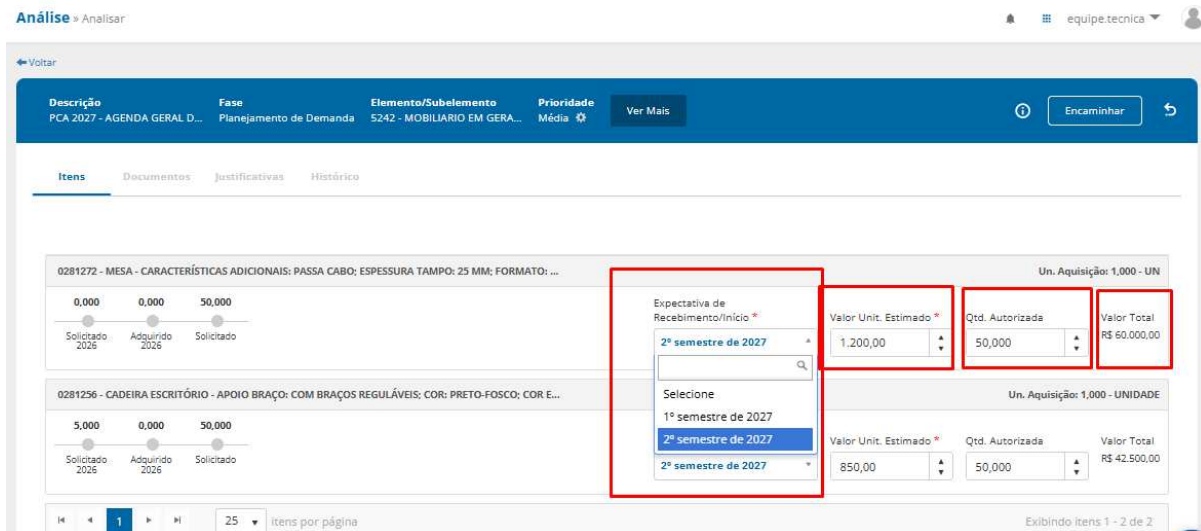 Análise » Analisar
equipe.tecnica
Voltar
Descrição Fase Elemento/Subelemento Prioridade
PCA 2027 - AGENDA GERAL D... Planejamento de Demanda 5242 - MOBILIARIO EM GERA... Média
Ver Mais
Encaminhar
Itens Documentos Justificativas Histórico
0281272 - MESA - CARACTERÍSTICAS ADICIONAIS: PASSA CABO; ESPESSURA TAMPO: 25 MM; FORMATO: ...
Un. Aquisição: 1,000 - UN
0,000 0,000 50,000
Solicitado 2026
Adquirido 2026
Solicitado
Expectativa de
Recebimento/Início *
2º semestre de 2027
Valor Unit. Estimado *
1.200,00
Qtd. Autorizada
50,000
Valor Total
R$ 60.000,00
Selecione
1º semestre de 2027
2º semestre de 2027
0281256 - CADEIRA ESCRITÓRIO - APOIO BRAÇO: COM BRAÇOS REGULÁVEIS; COR: PRETO-FOSCO; COR E...
Un. Aquisição: 1,000 - UNIDADE
5,000 0,000 50,000
Solicitado 2026
Adquirido 2026
Solicitado
2º semestre de 2027
Valor Unit. Estimado *
850,00
Qtd. Autorizada
50,000
Valor Total
R$ 42.500,00
1
25 itens por página
Exibindo itens 1 - 2 de 2